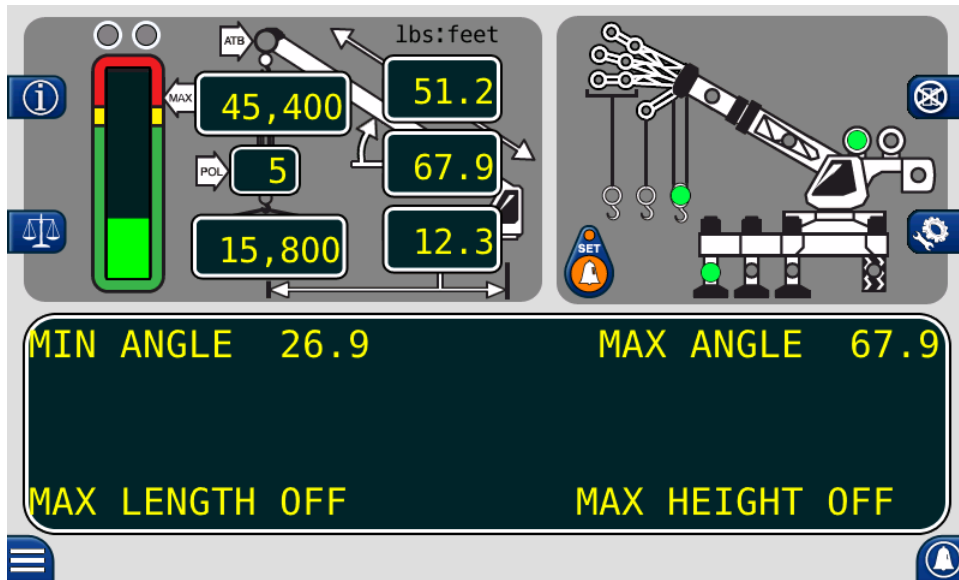 lbs:feet
ATB
MAX
45,400
51.2
POL
5
67.9
15,800
12.3
SET
MIN ANGLE 26.9
MAX ANGLE 67.9
MAX LENGTH OFF
MAX HEIGHT OFF